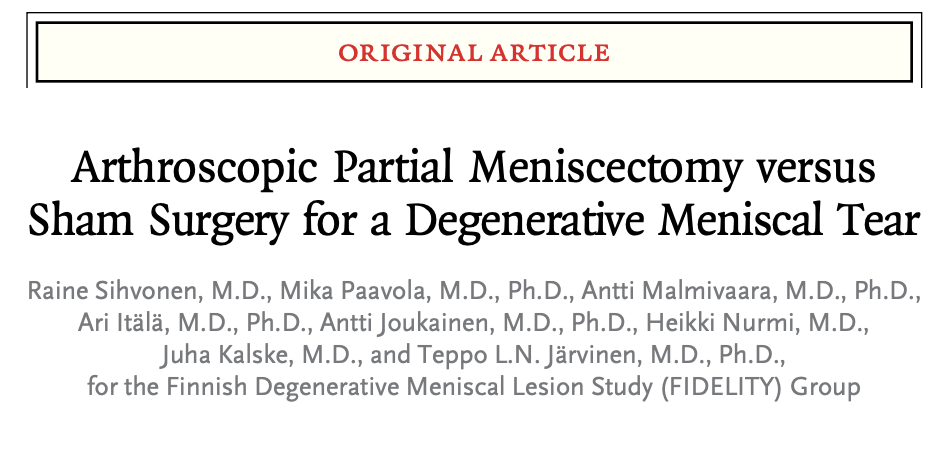 ORIGINAL ARTICLE
Arthroscopic Partial Meniscectomy versus
Sham Surgery for a Degenerative Meniscal Tear
Raine Sihvonen, M.D., Mika Paavola, M.D., Ph.D., Antti Malmivaara, M.D., Ph.D.,
Ari Itälä, M.D., Ph.D., Antti Joukainen, M.D., Ph.D., Heikki Nurmi, M.D.,
Juha Kalske, M.D., and Teppo L.N. Järvinen, M.D., Ph.D.,
for the Finnish Degenerative Meniscal Lesion Study (FIDELITY) Group